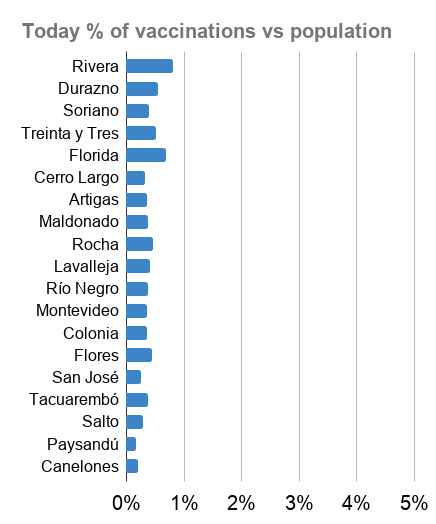 Today % of vaccinations vs population
Rivera
Durazno
Soriano
Treinta y Tres
Florida
Cerro Largo
Artigas
Maldonado
Rocha
Lavalleja
Río Negro
Montevideo
Colonia
Flores
San José
Tacuarembó
Salto
Paysandú
Canelones
0% 1% 2% 3% 4% 5%